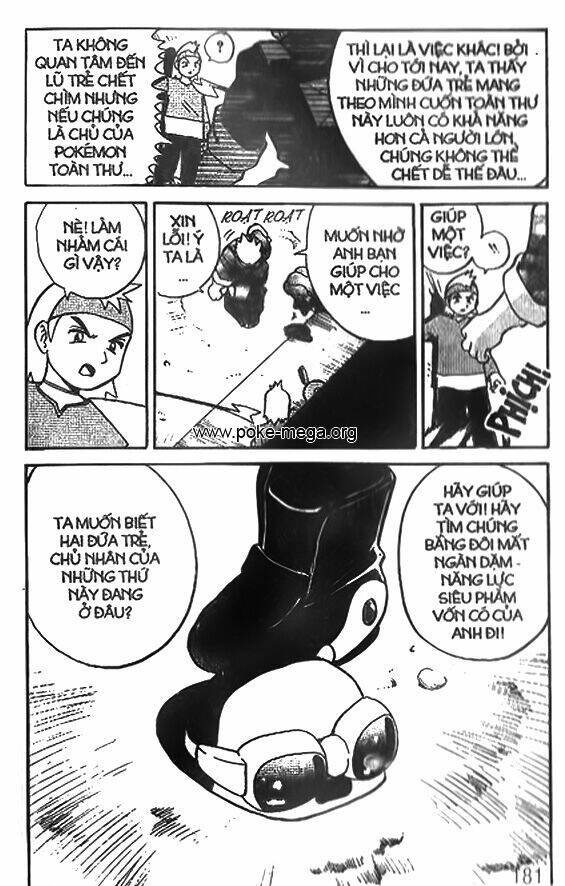 TA KHÔNG
QUAN TÂM ĐẾN
LŨ TRẺ CHẾT
CHÌM NHƯNG
NẾU CHÚNG
LÀ CHỦ CỦA
POKÉMON
TOÀN THƯ...
?
THÌ LẠI LÀ VIỆC KHÁC! BỞI
VÌ CHO TỚI NAY, TA THẤY
NHỮNG ĐỨA TRẺ MANG
THEO MÌNH CUỐN TOÀN THƯ
NÀY LUÔN CÓ KHẢ NĂNG
HƠN CẢ NGƯỜI LỚN,
CHÚNG KHÔNG THỂ
CHẾT DỄ THẾ ĐÂU...
NÈ! LÀM
NHẢM CÁI
GÌ VẬY?
XIN
LỖI! Ý
TA LÀ
...
ROẠT ROẠT
MUỐN NHỜ
ANH BẠN
GIÚP CHO
MỘT VIỆC
...
GIÚP
MỘT
VIỆC?
PHỊCH!
www.poke-mega.org
TA MUỐN BIẾT
HAI ĐỨA TRẺ,
CHỦ NHÂN CỦA
NHỮNG THỨ
NÀY ĐANG
Ở ĐÂU?
HÃY GIÚP
TA VỚI! HÃY
TÌM CHÚNG
BẰNG ĐÔI MẮT
NGÀN DẶM -
NĂNG LỰC
SIÊU PHÀM
VỐN CÓ CỦA
ANH ĐI!
181